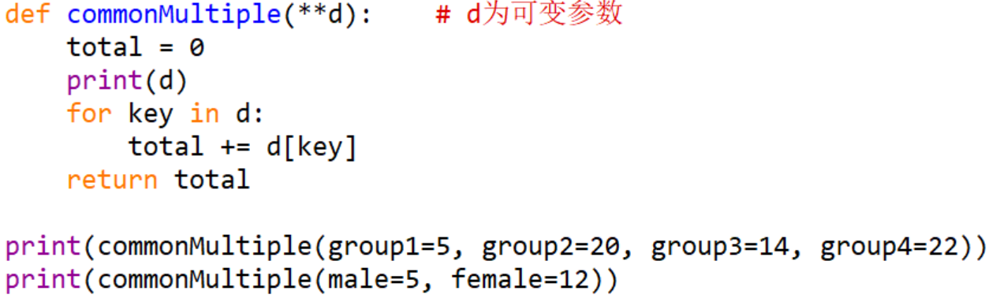 def commonMultiple(**d):    # d为可变参数
    total = 0
    print(d)
    for key in d:
        total += d[key]
    return total

print(commonMultiple(group1=5, group2=20, group3=14, group4=22))
print(commonMultiple(male=5, female=12))